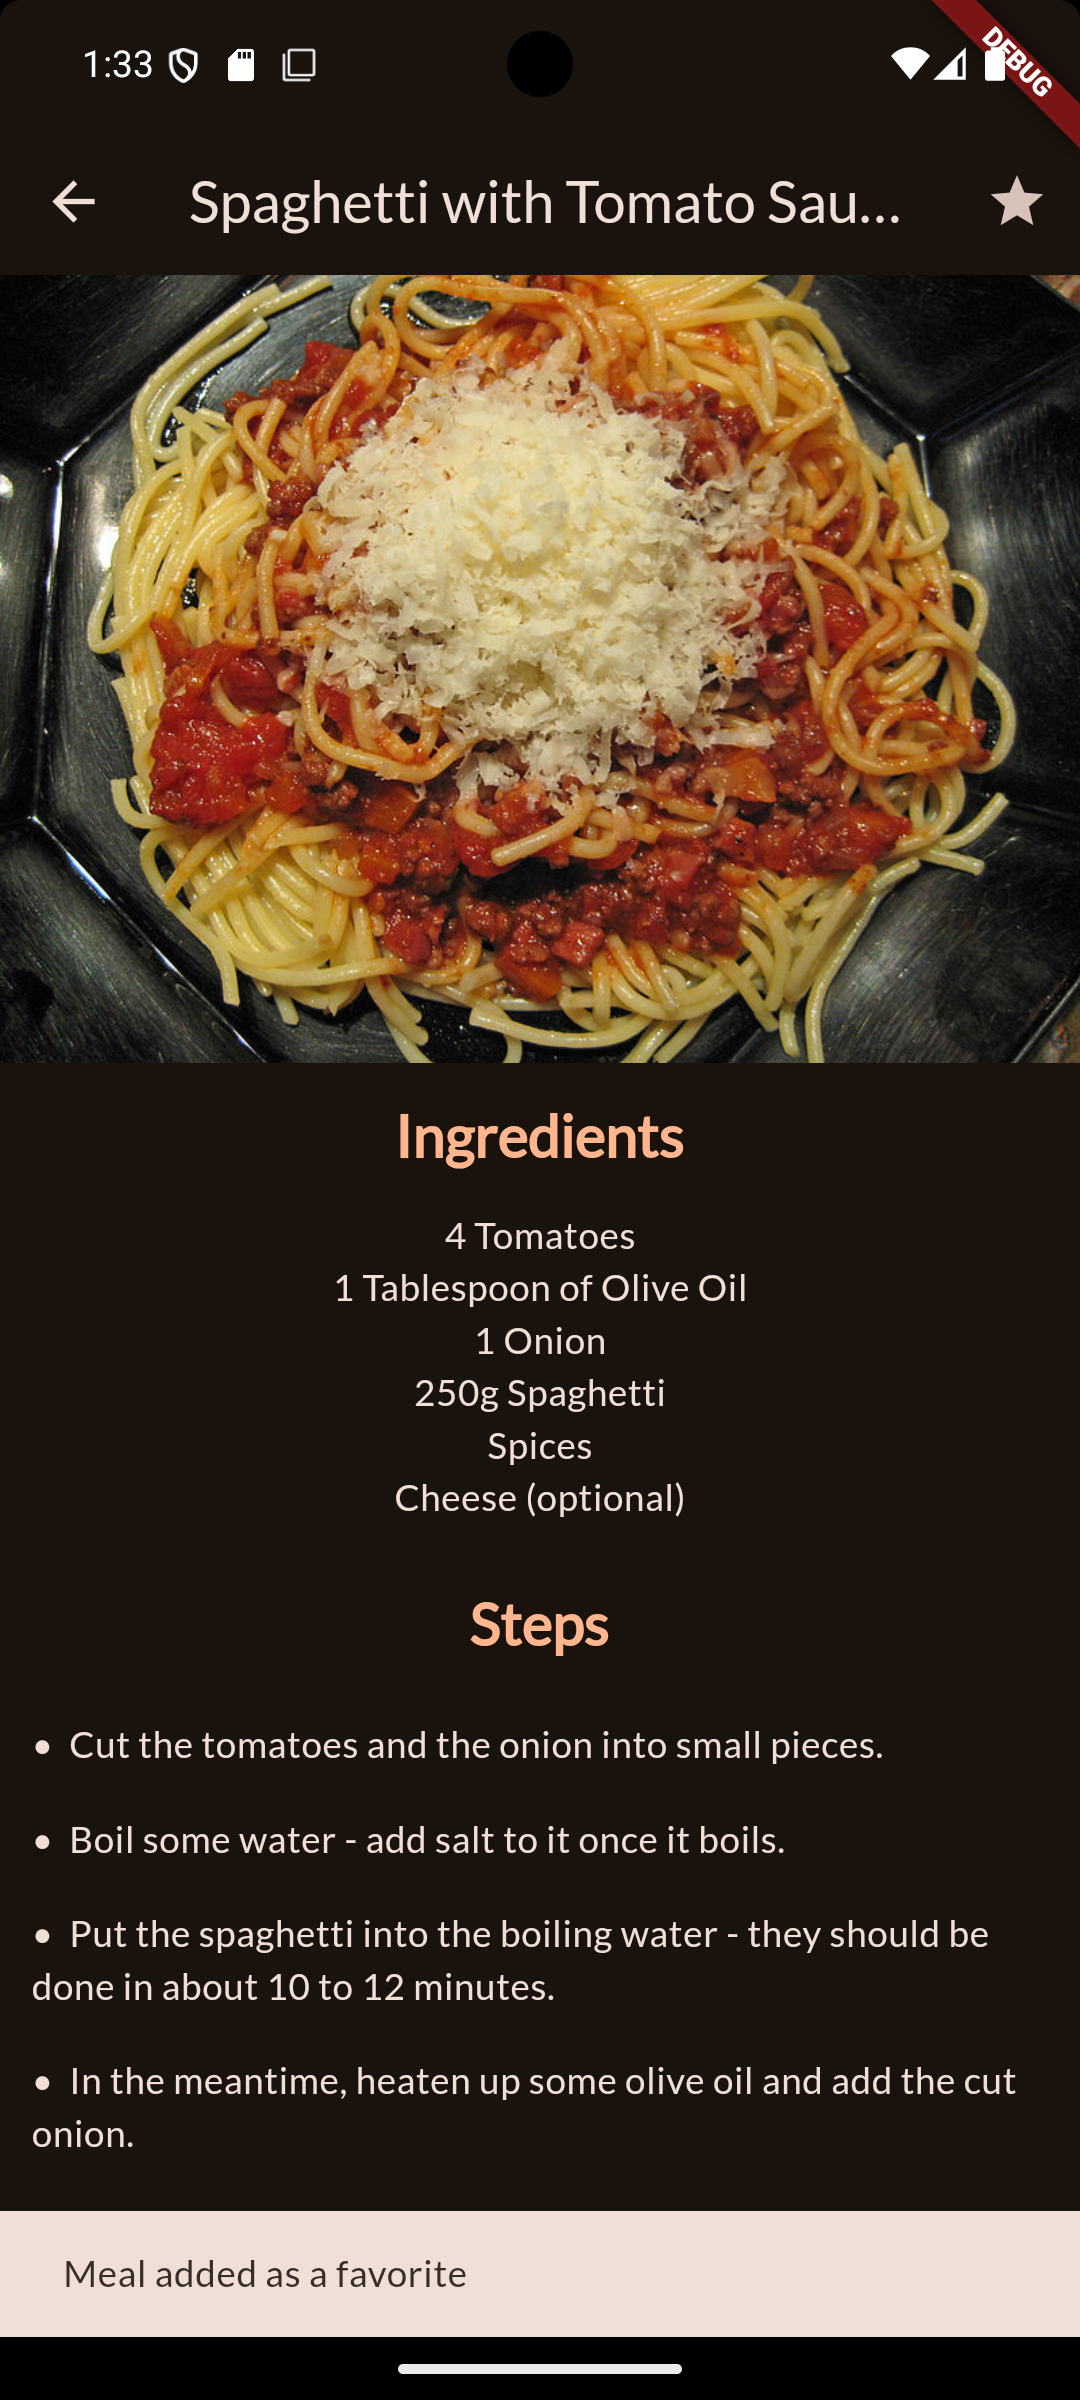 1:33
DEBUG
Spaghetti with Tomato Sau...
Ingredients
4 Tomatoes
1 Tablespoon of Olive Oil
1 Onion
250g Spaghetti
Spices
Cheese (optional)
Steps
● Cut the tomatoes and the onion into small pieces.
● Boil some water - add salt to it once it boils.
● Put the spaghetti into the boiling water - they should be
done in about 10 to 12 minutes.
● In the meantime, heaten up some olive oil and add the cut
onion.
Meal added as a favorite